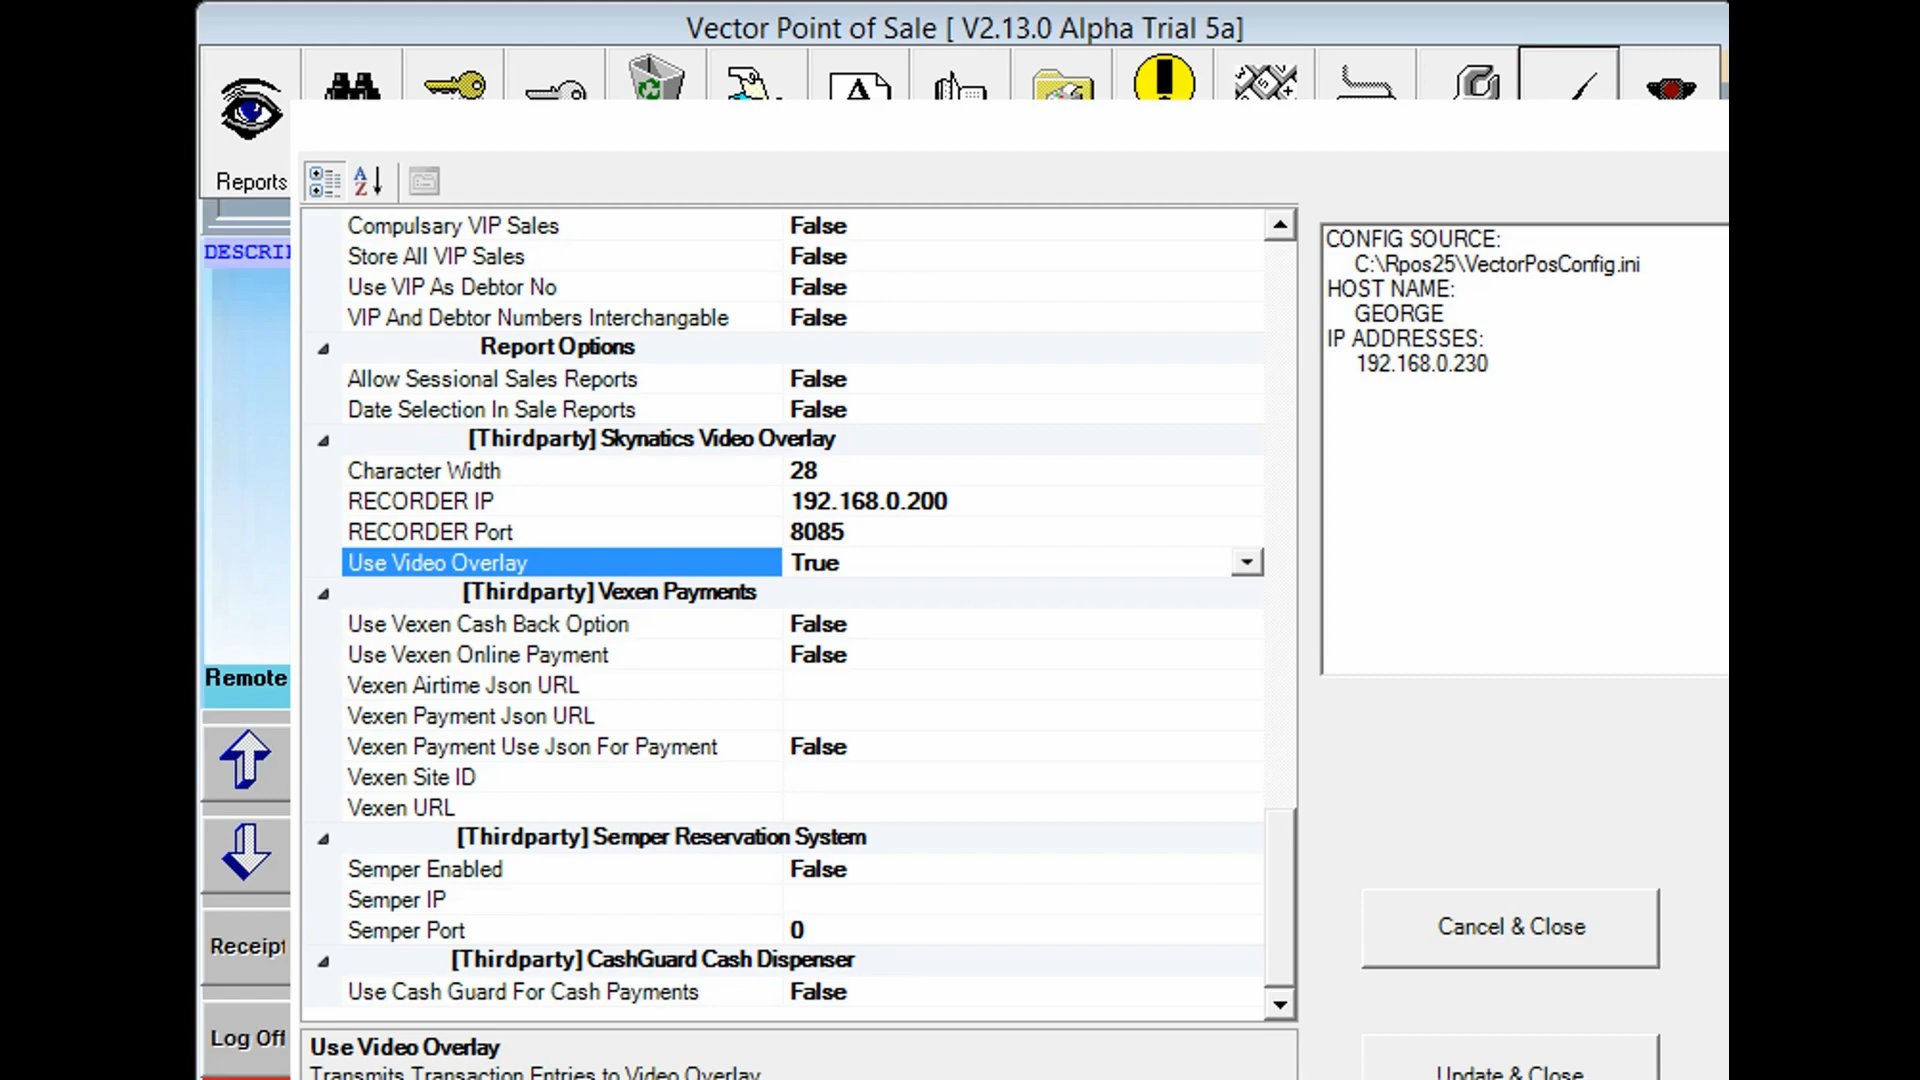 Vector Point of Sale [ V2.13.0 Alpha Trial 5a]
Reports
DESCRI
Compulsary VIP Sales False
Store All VIP Sales False
Use VIP As Debtor No False
VIP And Debtor Numbers Interchangable False
Report Options
Allow Sessional Sales Reports False
Date Selection In Sale Reports False
[Thirdparty] Skynatics Video Overlay
Character Width 28
RECORDER IP 192.168.0.200
RECORDER Port 8085
Use Video Overlay True
[Thirdparty] Vexen Payments
Use Vexen Cash Back Option False
Use Vexen Online Payment False
Vexen Airtime Json URL
Vexen Payment Json URL
Vexen Payment Use Json For Payment False
Vexen Site ID
Vexen URL
[Thirdparty] Semper Reservation System
Semper Enabled False
Semper IP
Semper Port 0
[Thirdparty] CashGuard Cash Dispenser
Use Cash Guard For Cash Payments False
Use Video Overlay
Transmits Transaction Entries to Video Overlay
CONFIG SOURCE:
C:\Rpos25\VectorPosConfig.ini
HOST NAME:
GEORGE
IP ADDRESSES:
192.168.0.230
Cancel & Close
Update & Close
Remote
Receipt
Log Off